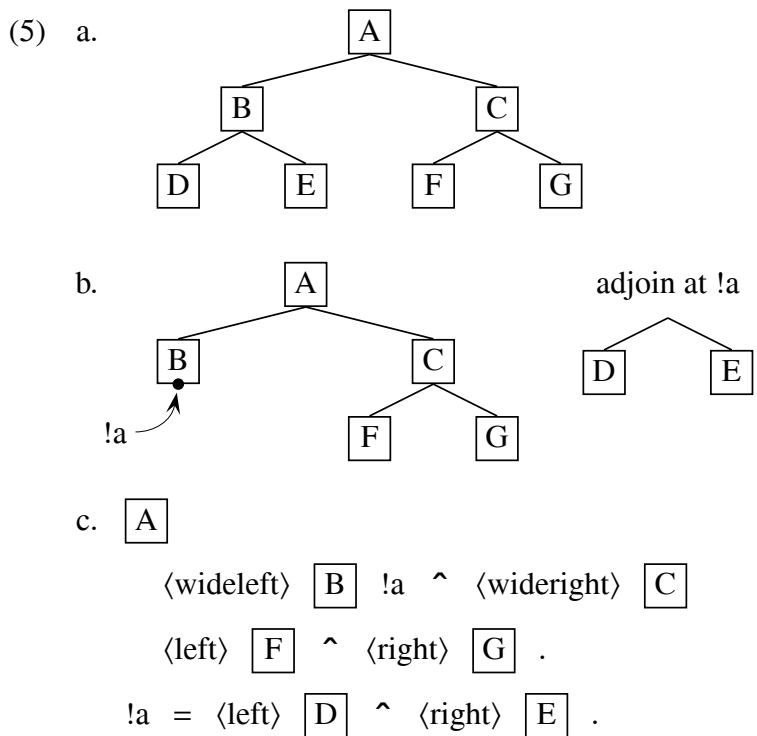 (5) a. A
B C
D E F G
b. A adjoin at !a
B C D E
!a F G
c. A
⟨wideleft⟩ B !a ˆ ⟨wideright⟩ C
⟨left⟩ F ˆ ⟨right⟩ G .
!a = ⟨left⟩ D ˆ ⟨right⟩ E .